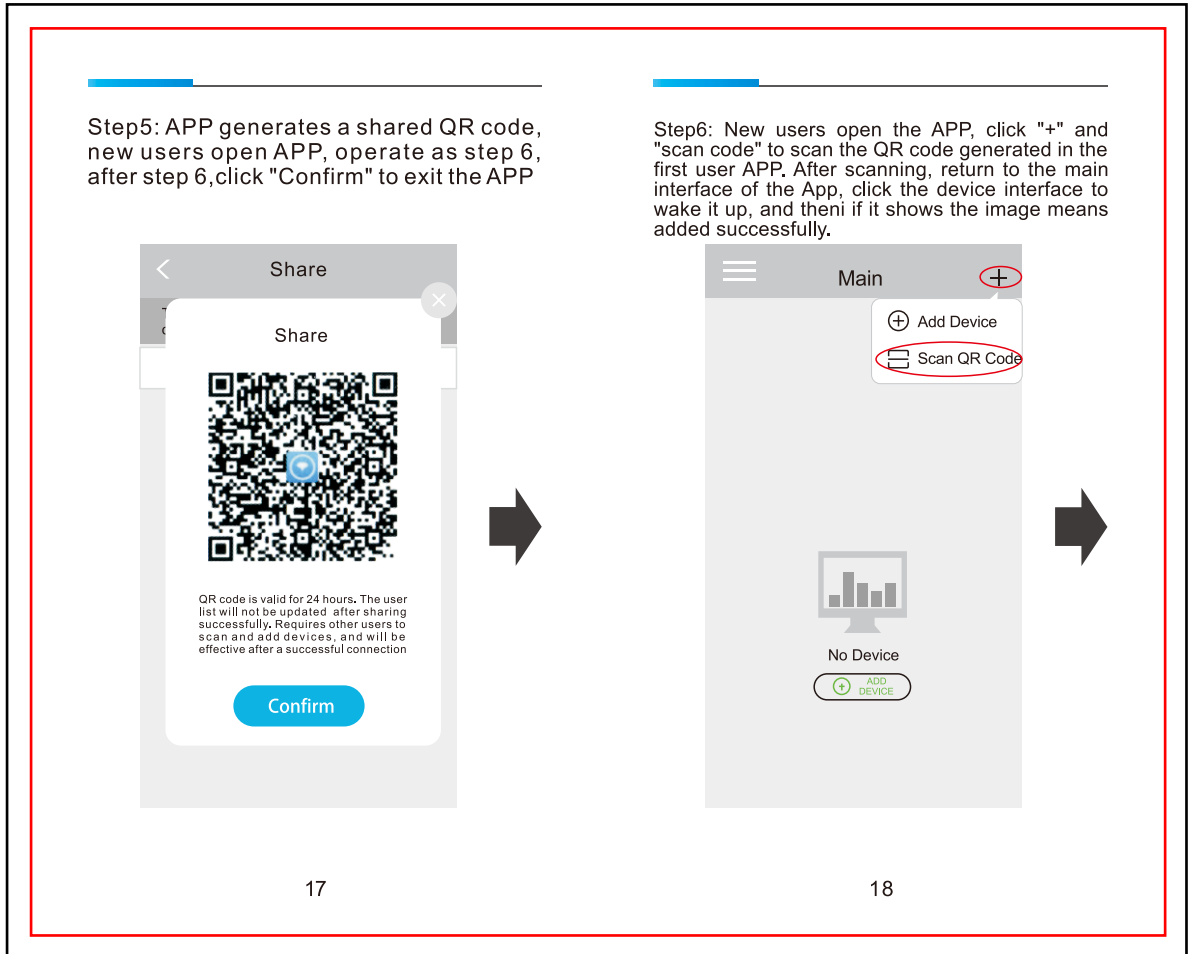 Step5: APP generates a shared QR code,
new users open APP, operate as step 6,
after step 6,click "Confirm" to exit the APP
Share
Share
QR code is valid for 24 hours. The user
list will not be updated after sharing
successfully. Requires other users to
scan and add devices, and will be
effective after a successful connection
Confirm
17
Step6: New users open the APP, click "+" and
"scan code" to scan the QR code generated in the
first user APP. After scanning, return to the main
interface of the App, click the device interface to
wake it up, and theni if it shows the image means
added successfully.
Main
Add Device
Scan QR Code
No Device
ADD
DEVICE
18